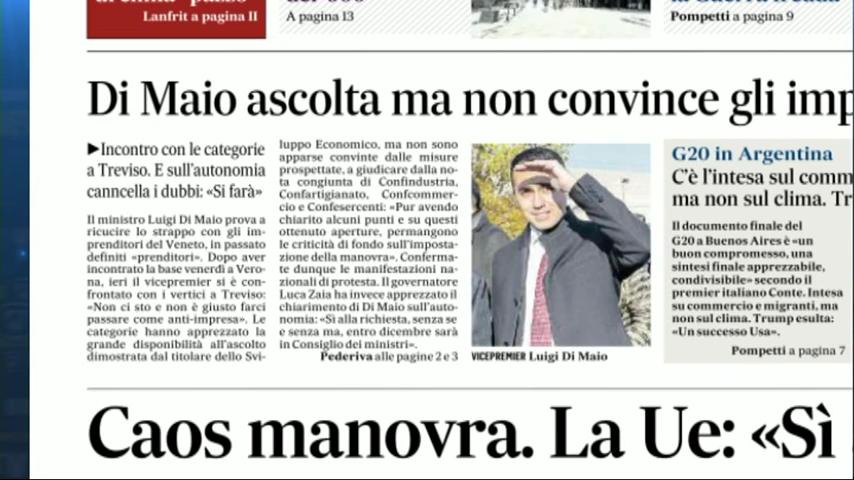 Lanfrit a pagina II
A pagina 13
Pompetti a pagina 9
Di Maio ascolta ma non convince gli imp
►Incontro con le categorie
a Treviso. E sull'autonomia
canncella i dubbi: «Si farà»
Il ministro Luigi Di Maio prova a
ricucire lo strappo con gli im-
prenditori del Veneto, in passato
definiti «prenditori». Dopo aver
incontrato la base venerdì a Vero-
na, ieri il vicepremier si è con-
frontato con i vertici a Treviso:
«Non ci sto e non è giusto farci
passare come anti-impresa». Le
categorie hanno apprezzato la
grande disponibilità all'ascolto
dimostrata dal titolare dello Svi-
luppo Economico, ma non sono
apparse convinte dalle misure
prospettate, a giudicare dalla no-
ta congiunta di Confindustria,
Confartigianato, Confcommer-
cio e Confesercenti: «Pur avendo
chiarito alcuni punti e su questi
ottenuto aperture, permangono
le criticità di fondo sull'imposta-
zione della manovra». Conferma-
te dunque le manifestazioni na-
zionali di protesta. Il governatore
Luca Zaia ha invece apprezzato il
chiarimento di Di Maio sull'auto-
nomia: «Sì alla richiesta, senza se
e senza ma, entro dicembre sarà
in Consiglio dei ministri».
Pederiva alle pagine 2 e 3
VICEPREMIER Luigi Di Maio
G20 in Argentina
C'è l'intesa sul comm
ma non sul clima. Tr
Il documento finale del
G20 a Buenos Aires è «un
buon compromesso, una
sintesi finale apprezzabile,
condivisibile» secondo il
premier italiano Conte. Intesa
su commercio e migranti, ma
non sul clima. Trump esulta:
«Un successo Usa».
Pompetti a pagina 7
Caos manovra. La Ue: «Sì